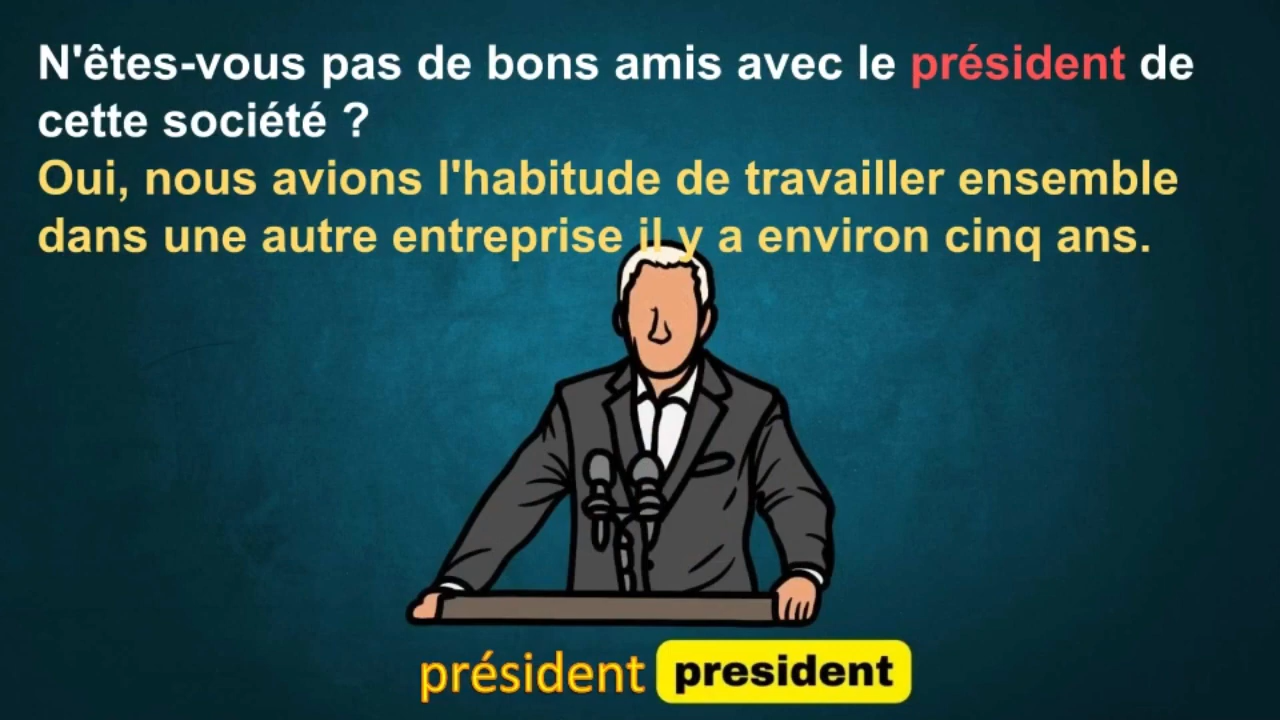 N'êtes-vous pas de bons amis avec le président de
cette société ?
Oui, nous avions l'habitude de travailler ensemble
dans une autre entreprise il y a environ cinq ans.
président president